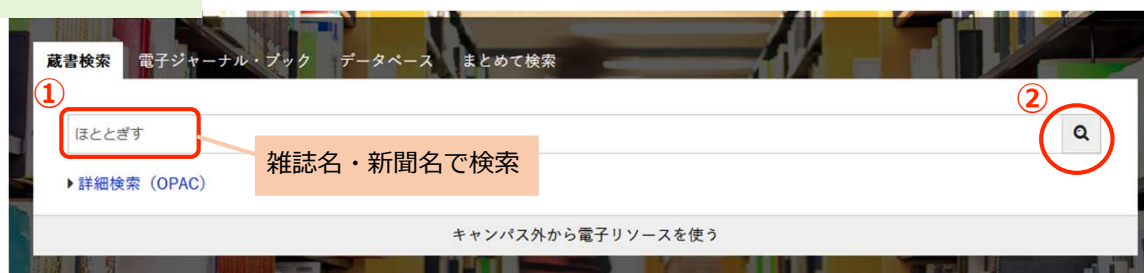 蔵書検索 電子ジャーナル・ブック データベース まとめて検索
①
②
ほととぎす
雑誌名・新聞名で検索
詳細検索（OPAC）
キャンパス外から電子リソースを使う